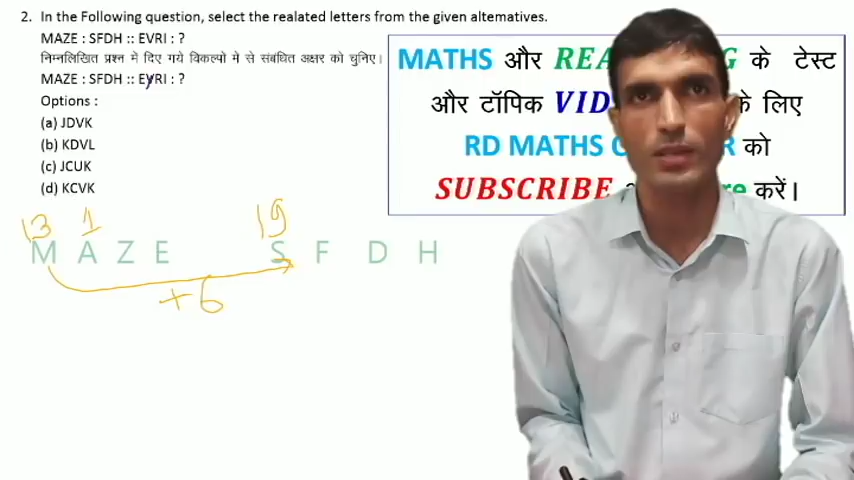 2. In the Following question, select the realated letters from the given altematives.
MAZE : SFDH :: EVRI : ?
निम्नलिखित प्रश्न में दिए गये विकल्पो मे से संबंधित अक्षर को चुनिए।
MAZE : SFDH :: EVRI : ?
Options :
(a) JDVK
(b) KDVL
(c) JCUK
(d) KCVK
MATHS और के टेस्ट
और टॉपिक के लिए
RD MATHS को
SUBSCRIBE करें।
13 1 19
M A Z E S F D H
+6